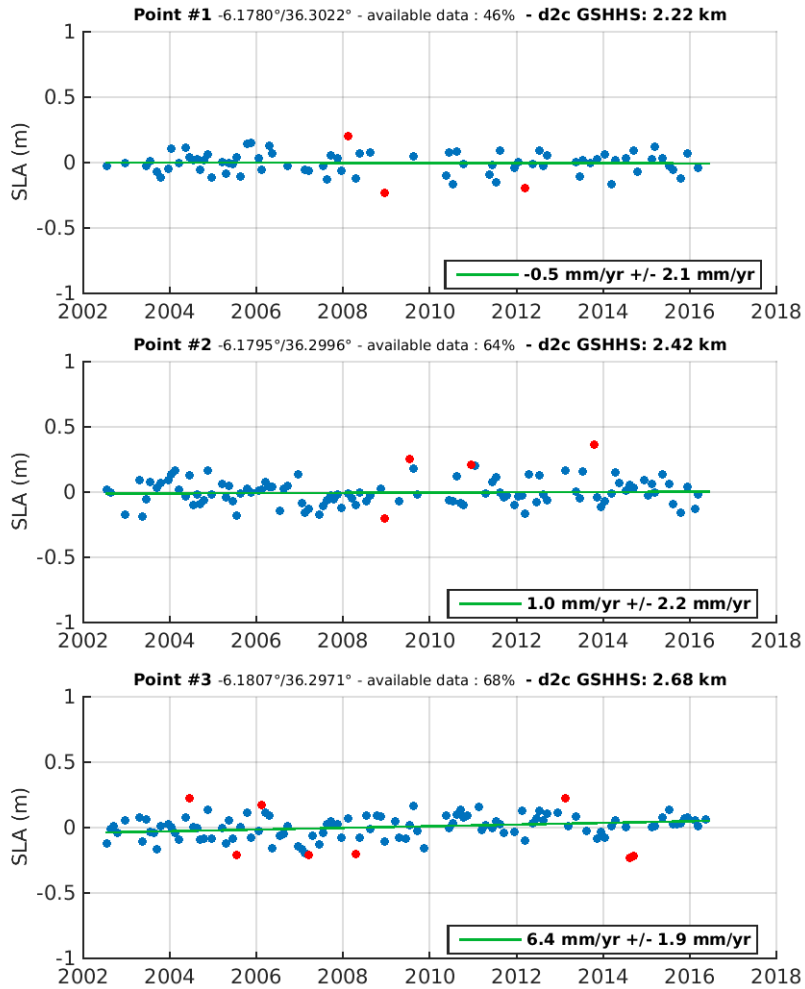 Point #1 -6.1780°/36.3022° - available data : 46% - d2c GSHHS: 2.22 km
1
0.5
0
-0.5
-1
SLA (m)
-0.5 mm/yr +/- 2.1 mm/yr
2002 2004 2006 2008 2010 2012 2014 2016 2018
Point #2 -6.1795°/36.2996° - available data : 64% - d2c GSHHS: 2.42 km
1
0.5
0
-0.5
-1
SLA (m)
1.0 mm/yr +/- 2.2 mm/yr
2002 2004 2006 2008 2010 2012 2014 2016 2018
Point #3 -6.1807°/36.2971° - available data : 68% - d2c GSHHS: 2.68 km
1
0.5
0
-0.5
-1
SLA (m)
6.4 mm/yr +/- 1.9 mm/yr
2002 2004 2006 2008 2010 2012 2014 2016 2018